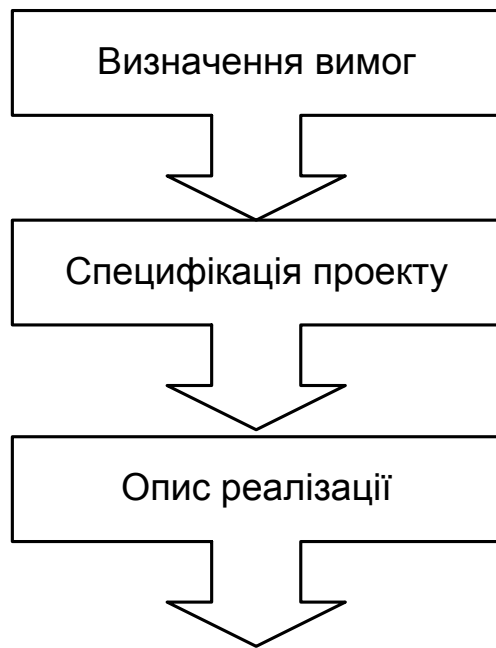 Визначення вимог
Специфікація проекту
Опис реалізації